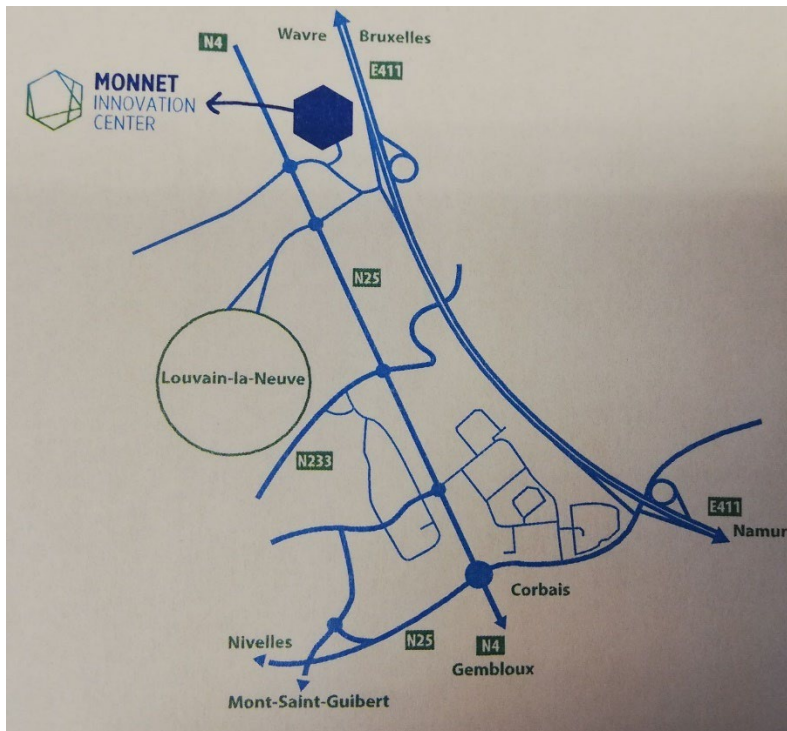 N4
Wavre
Bruxelles
E411
MONNET
INNOVATION
CENTER
N25
Louvain-la-Neuve
N233
E411
Namur
Corbais
Nivelles
N25
N4
Gembloux
Mont-Saint-Guibert